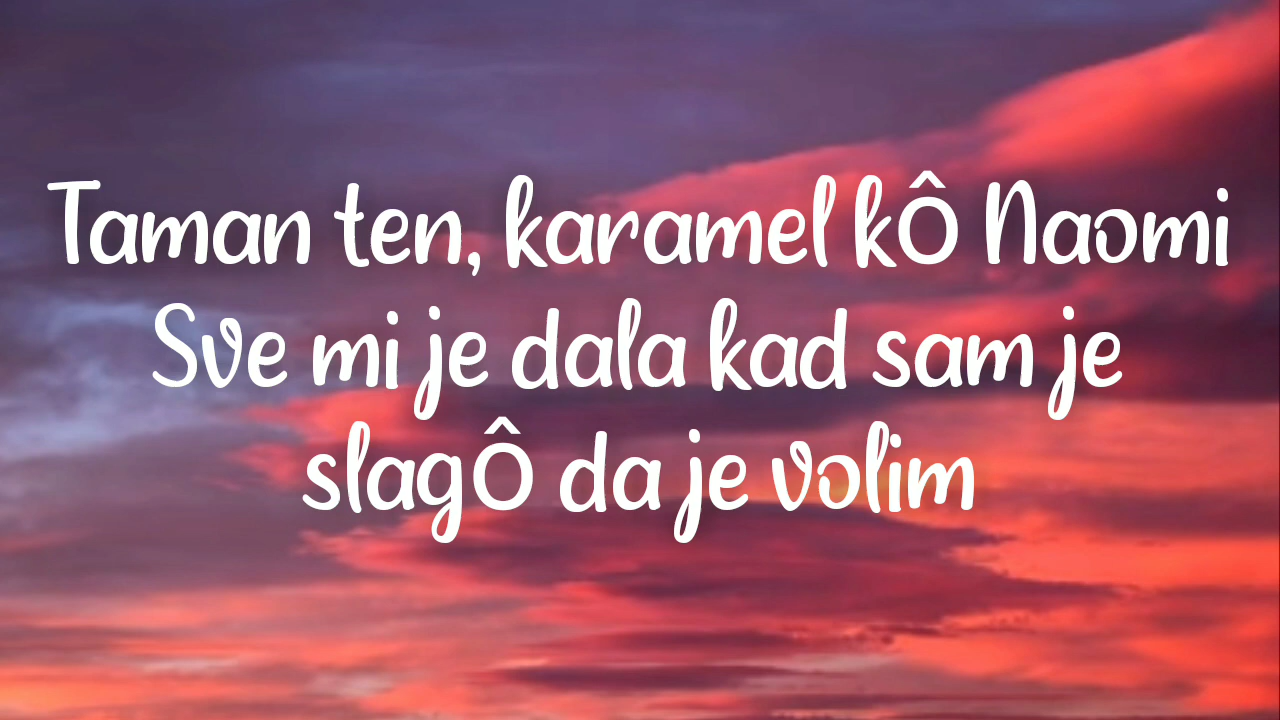 Taman ten, karamel kô Naomi
Sve mi je dala kad sam je
slagô da je volim